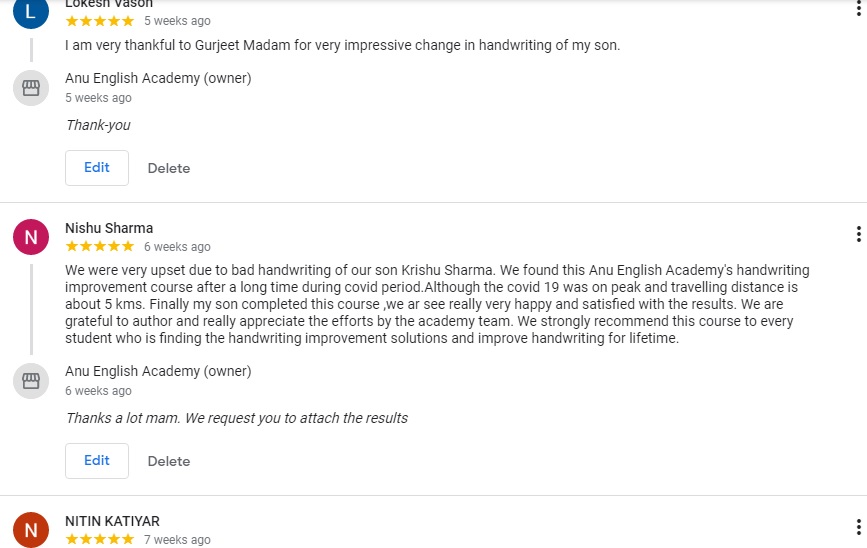 L
Lokesh Vason
5 weeks ago
I am very thankful to Gurjeet Madam for very impressive change in handwriting of my son.
Anu English Academy (owner)
5 weeks ago
Thank-you
Edit Delete
N
Nishu Sharma
6 weeks ago
We were very upset due to bad handwriting of our son Krishu Sharma. We found this Anu English Academy's handwriting
improvement course after a long time during covid period.Although the covid 19 was on peak and travelling distance is
about 5 kms. Finally my son completed this course ,we ar see really very happy and satisfied with the results. We are
grateful to author and really appreciate the efforts by the academy team. We strongly recommend this course to every
student who is finding the handwriting improvement solutions and improve handwriting for lifetime.
Anu English Academy (owner)
6 weeks ago
Thanks a lot mam. We request you to attach the results
Edit Delete
N
NITIN KATIYAR
7 weeks ago